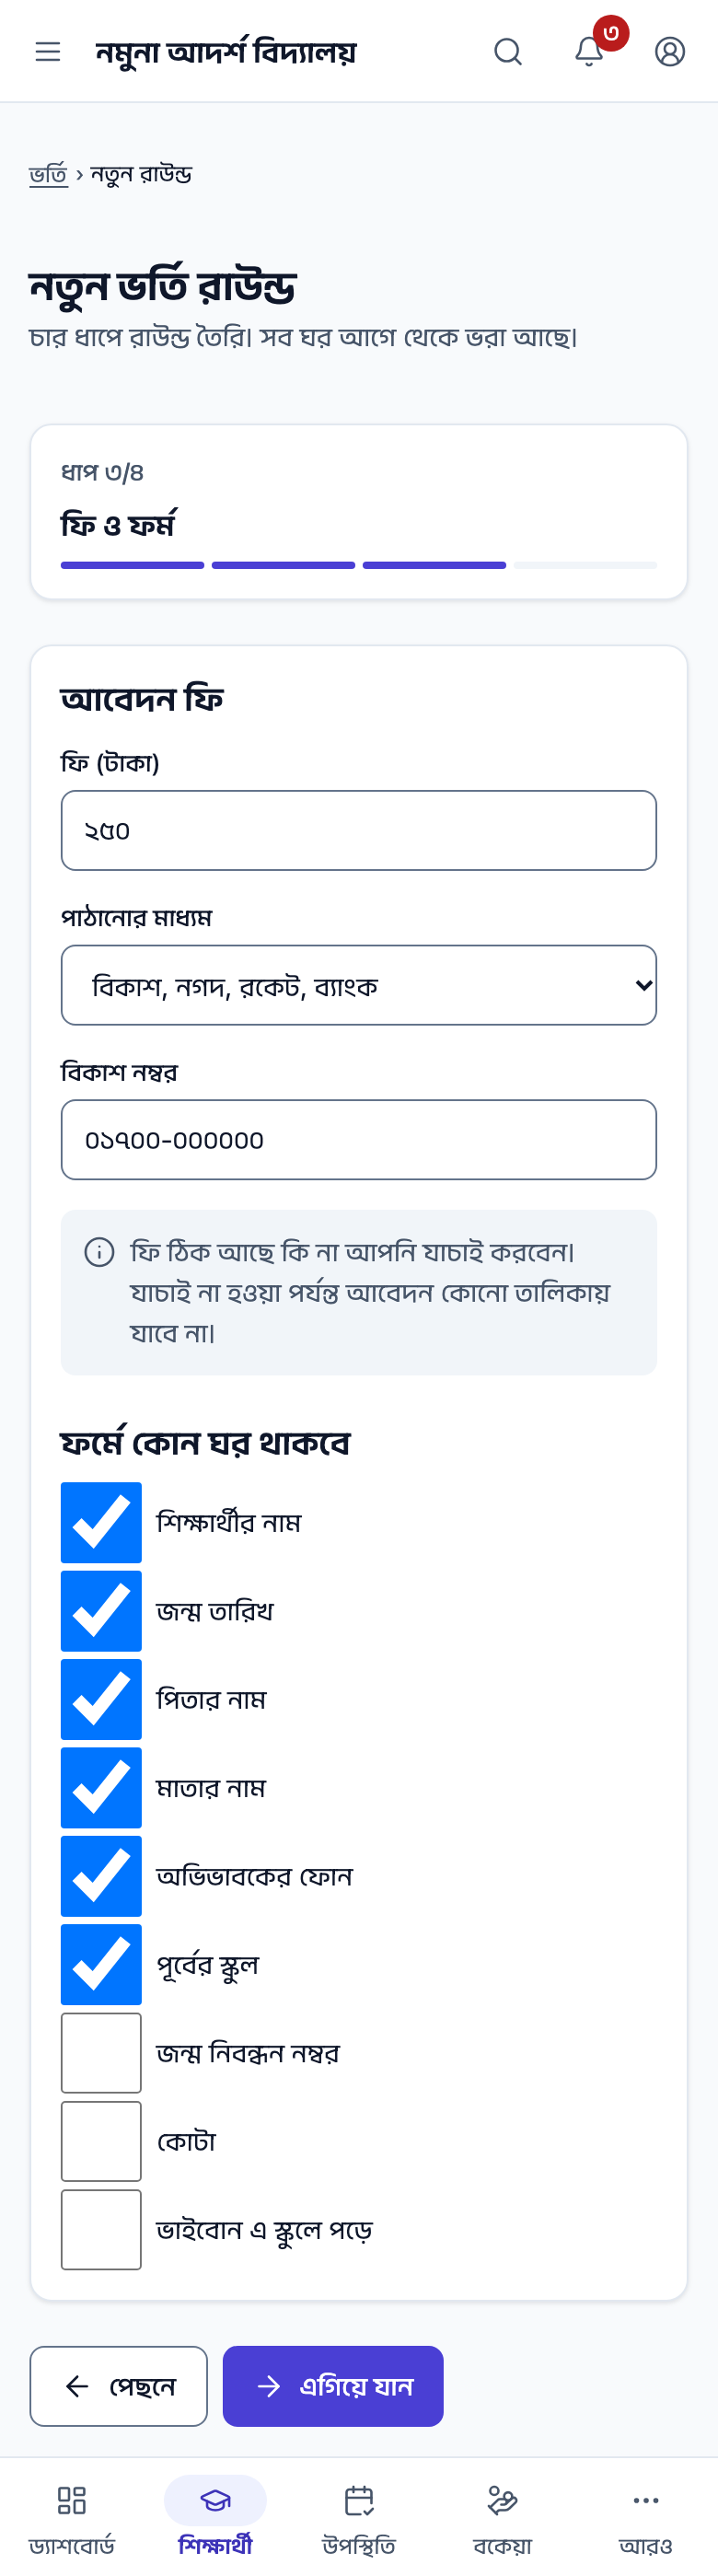 নমুনা আদর্শ বিদ্যালয়
৩
ভর্তি › নতুন রাউন্ড
নতুন ভর্তি রাউন্ড
চার ধাপে রাউন্ড তৈরি। সব ঘর আগে থেকে ভরা আছে।
ধাপ ৩/৪
ফি ও ফর্ম
আবেদন ফি
ফি (টাকা)
২৫০
পাঠানোর মাধ্যম
বিকাশ, নগদ, রকেট, ব্যাংক
বিকাশ নম্বর
০১৭০০-০০০০০০
ফি ঠিক আছে কি না আপনি যাচাই করবেন।
যাচাই না হওয়া পর্যন্ত আবেদন কোনো তালিকায়
যাবে না।
ফর্মে কোন ঘর থাকবে
শিক্ষার্থীর নাম
জন্ম তারিখ
পিতার নাম
মাতার নাম
অভিভাবকের ফোন
পূর্বের স্কুল
জন্ম নিবন্ধন নম্বর
কোটা
ভাইবোন এ স্কুলে পড়ে
পেছনে
এগিয়ে যান
ড্যাশবোর্ড
শিক্ষার্থী
উপস্থিতি
বকেয়া
আরও